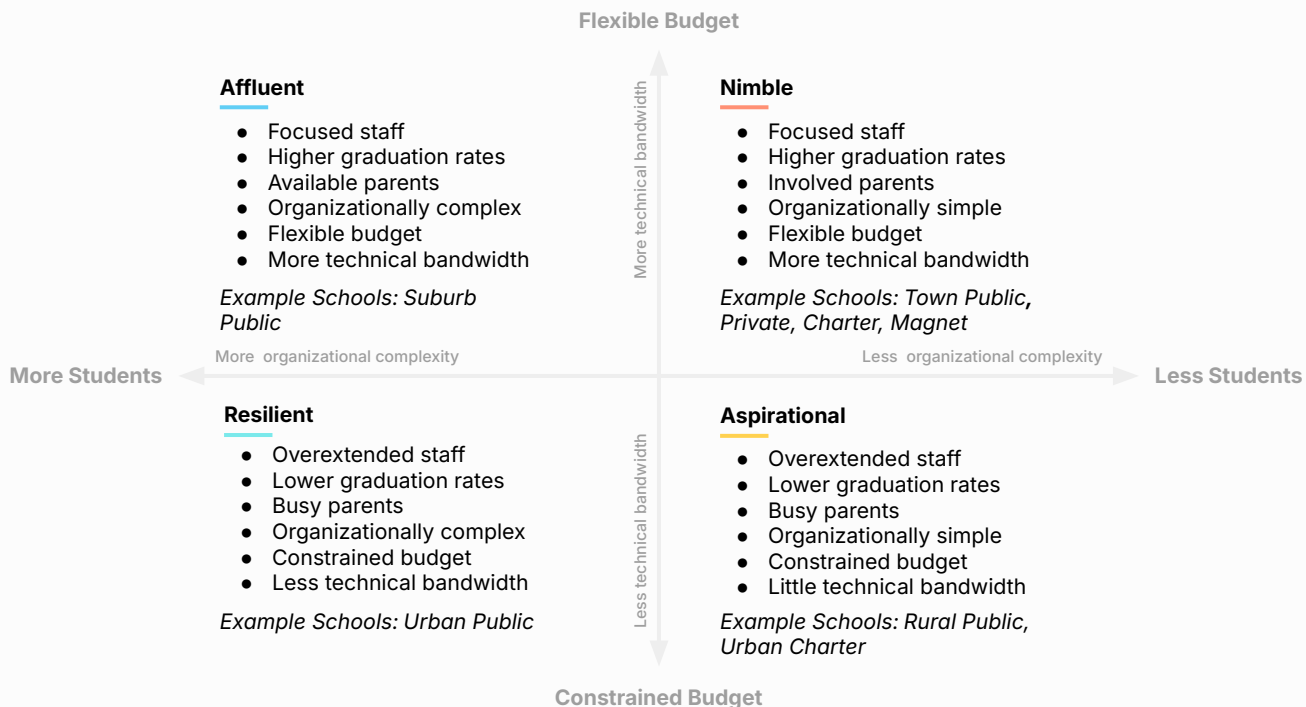 Flexible Budget
More technical bandwidth
Affluent
● Focused staff
● Higher graduation rates
● Available parents
● Organizationally complex
● Flexible budget
● More technical bandwidth
Example Schools: Suburb
Public
Nimble
● Focused staff
● Higher graduation rates
● Involved parents
● Organizationally simple
● Flexible budget
● More technical bandwidth
Example Schools: Town Public,
Private, Charter, Magnet
More organizational complexity
Less organizational complexity
More Students
Less Students
Resilient
● Overextended staff
● Lower graduation rates
● Busy parents
● Organizationally complex
● Constrained budget
● Less technical bandwidth
Example Schools: Urban Public
Less technical bandwidth
Aspirational
● Overextended staff
● Lower graduation rates
● Busy parents
● Organizationally simple
● Constrained budget
● Little technical bandwidth
Example Schools: Rural Public,
Urban Charter
Constrained Budget